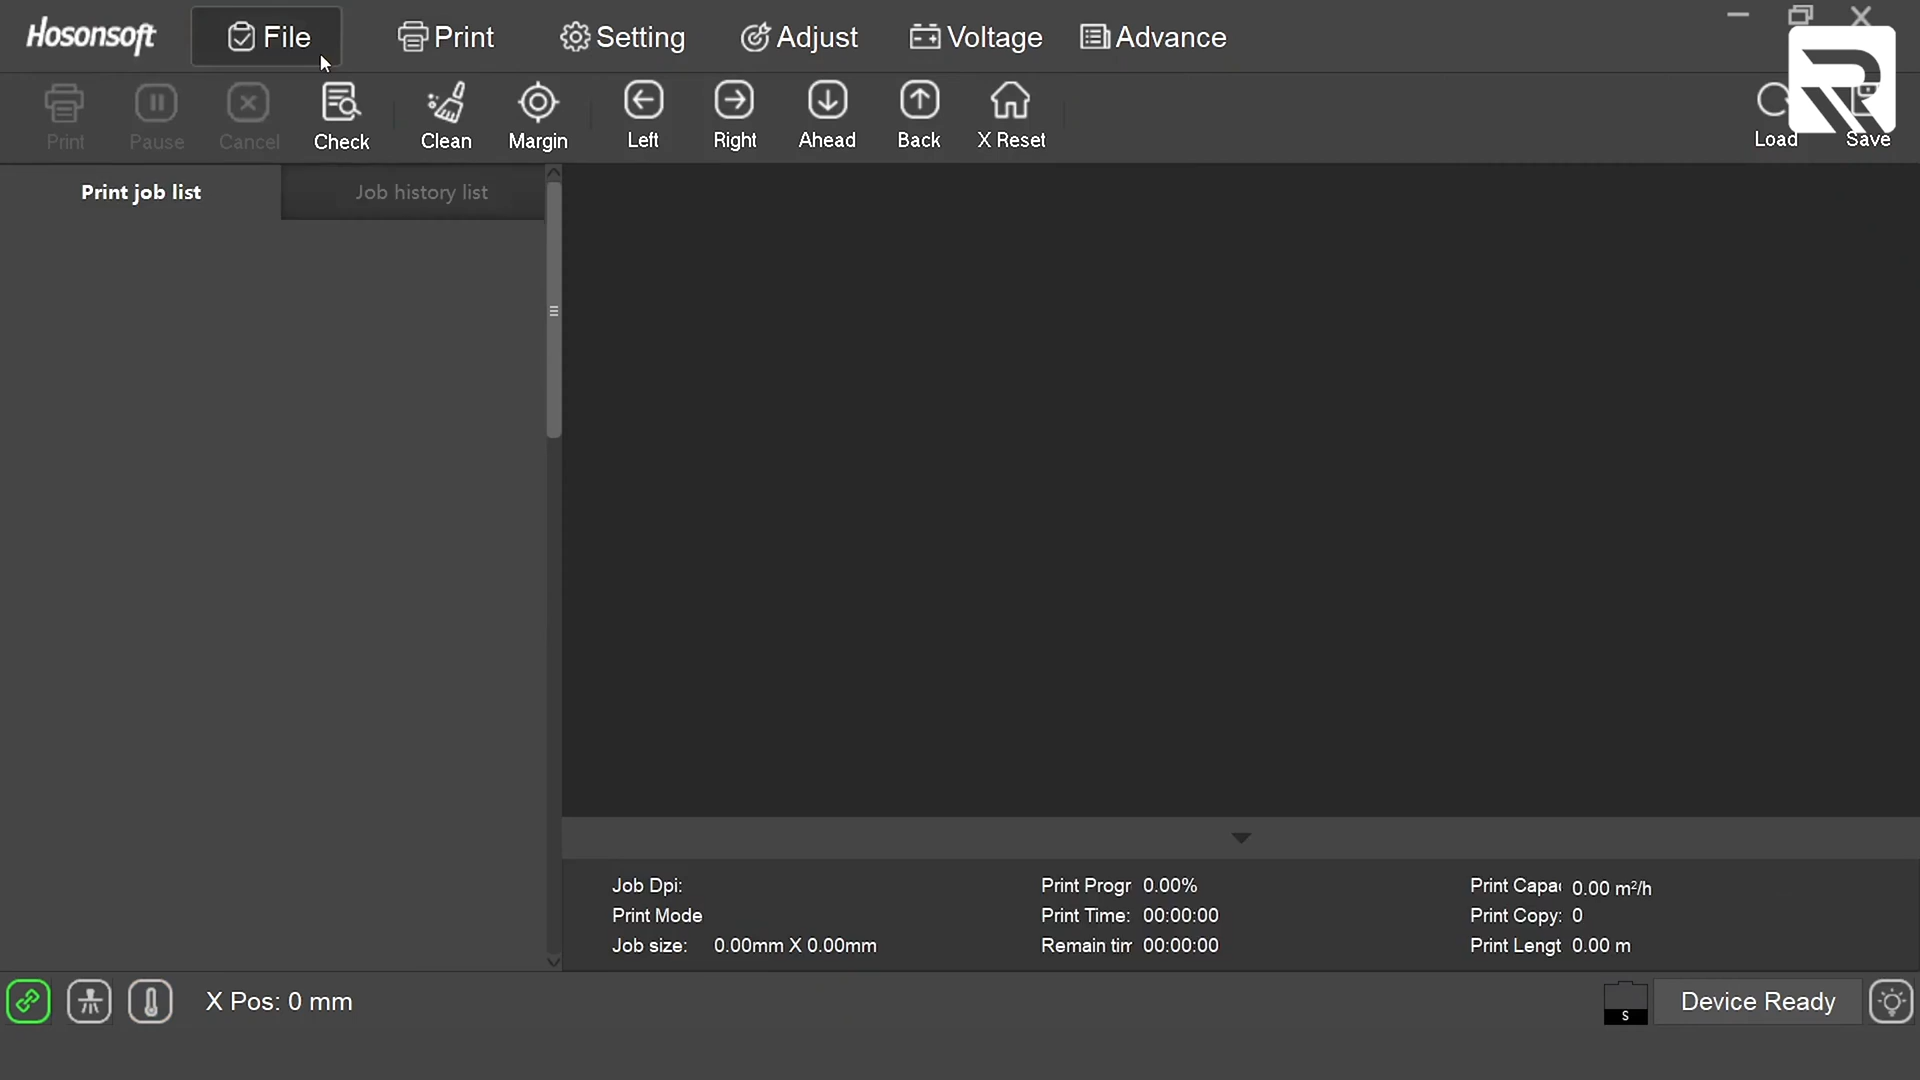 Hosonsoft File Print Setting Adjust Voltage Advance
Print Pause Cancel Check Clean Margin Left Right Ahead Back X Reset Load Save
Print job list Job history list
Job Dpi: Print Progr 0.00% Print Capa 0.00 m²/h
Print Mode Print Time: 00:00:00 Print Copy: 0
Job size: 0.00mm X 0.00mm Remain tim 00:00:00 Print Lengt 0.00 m
X Pos: 0 mm S Device Ready